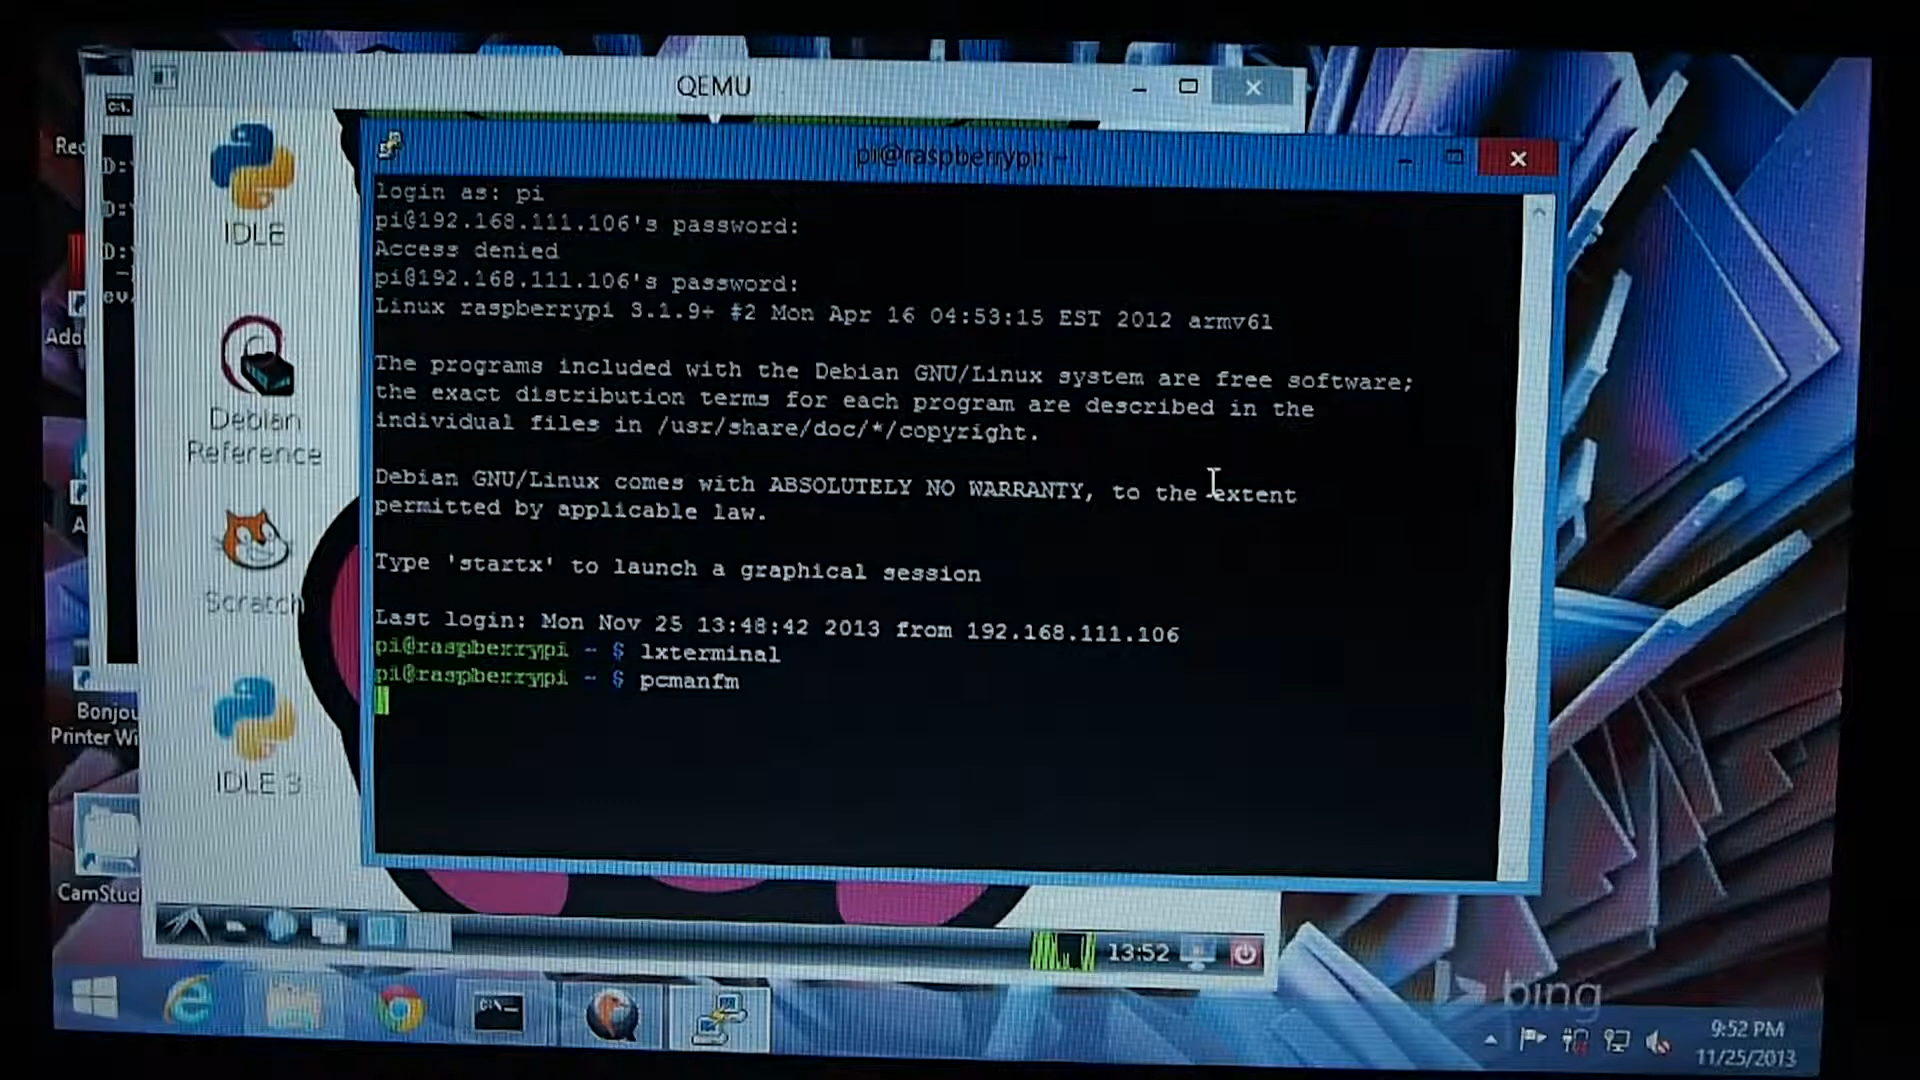 QEMU
pi@raspberrypi: ~
login as: pi
pi@192.168.111.106's password:
Access denied
pi@192.168.111.106's password:
Linux raspberrypi 3.1.9+ #2 Mon Apr 16 04:53:15 EST 2012 armv6l
The programs included with the Debian GNU/Linux system are free software;
the exact distribution terms for each program are described in the
individual files in /usr/share/doc/*/copyright.
Debian GNU/Linux comes with ABSOLUTELY NO WARRANTY, to the extent
permitted by applicable law.
Type 'startx' to launch a graphical session
Last login: Mon Nov 25 13:48:42 2013 from 192.168.111.106
pi@raspberrypi ~ $ lxterminal
pi@raspberrypi ~ $ pcmanfm
IDLE
Debian
Reference
Scratch
IDLE 3
Rec
Adol
Bonjou
Printer Wi
CamStud
C:\.
D:\
D:\
D:\
ev/
13:52
bing
9:52 PM
11/25/2013